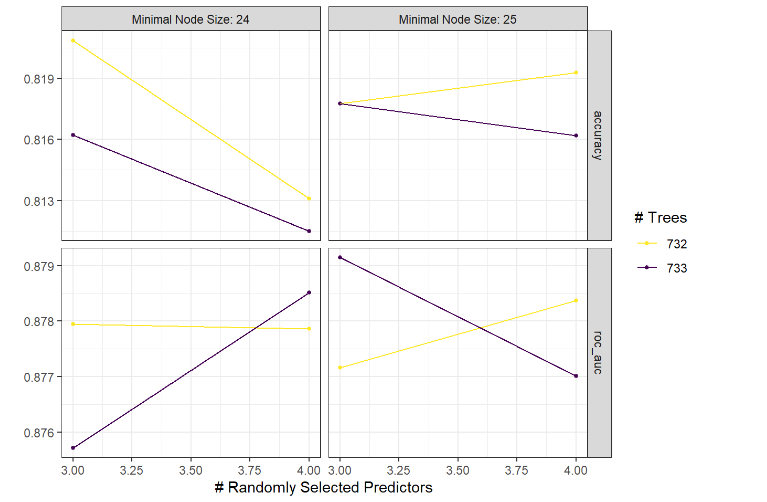 Minimal Node Size: 24
Minimal Node Size: 25
0.819
0.816
0.813
accuracy
0.879
0.878
0.877
0.876
roc_auc
3.00 3.25 3.50 3.75 4.00 3.00 3.25 3.50 3.75 4.00
# Randomly Selected Predictors
# Trees
732
733